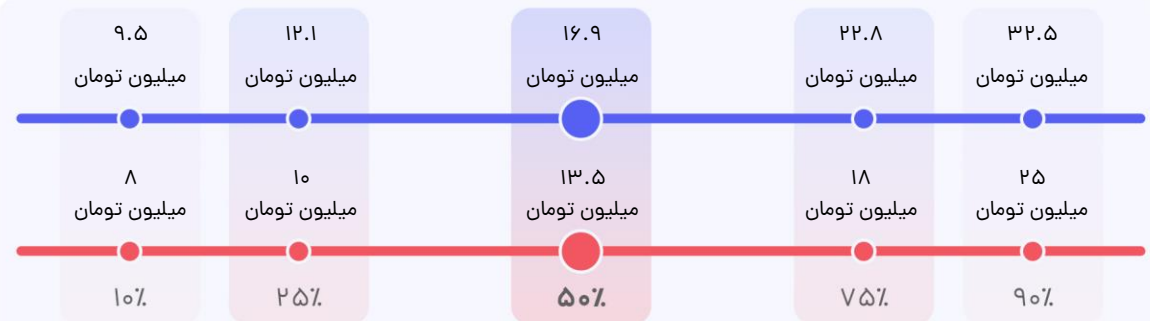 ۹.۵
میلیون تومان
۱۲.۱
میلیون تومان
۱۶.۹
میلیون تومان
۲۲.۸
میلیون تومان
۳۲.۵
میلیون تومان
۸
میلیون تومان
۱۰
میلیون تومان
۱۳.۵
میلیون تومان
۱۸
میلیون تومان
۲۵
میلیون تومان
۱۰٪
۲۵٪
۵۰٪
۷۵٪
۹۰٪